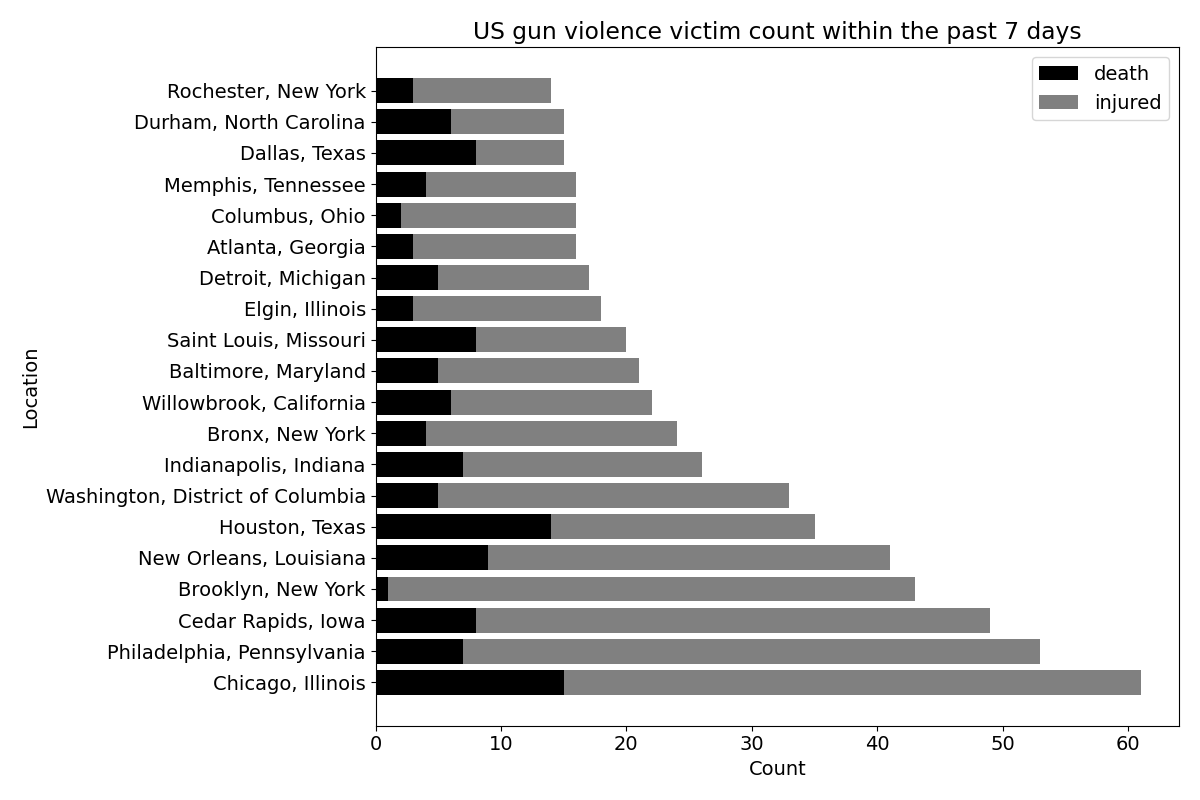 US gun violence victim count within the past 7 days
death
injured
Rochester, New York
Durham, North Carolina
Dallas, Texas
Memphis, Tennessee
Columbus, Ohio
Atlanta, Georgia
Detroit, Michigan
Elgin, Illinois
Saint Louis, Missouri
Baltimore, Maryland
Willowbrook, California
Bronx, New York
Indianapolis, Indiana
Washington, District of Columbia
Houston, Texas
New Orleans, Louisiana
Brooklyn, New York
Cedar Rapids, Iowa
Philadelphia, Pennsylvania
Chicago, Illinois
Location
0 10 20 30 40 50 60
Count